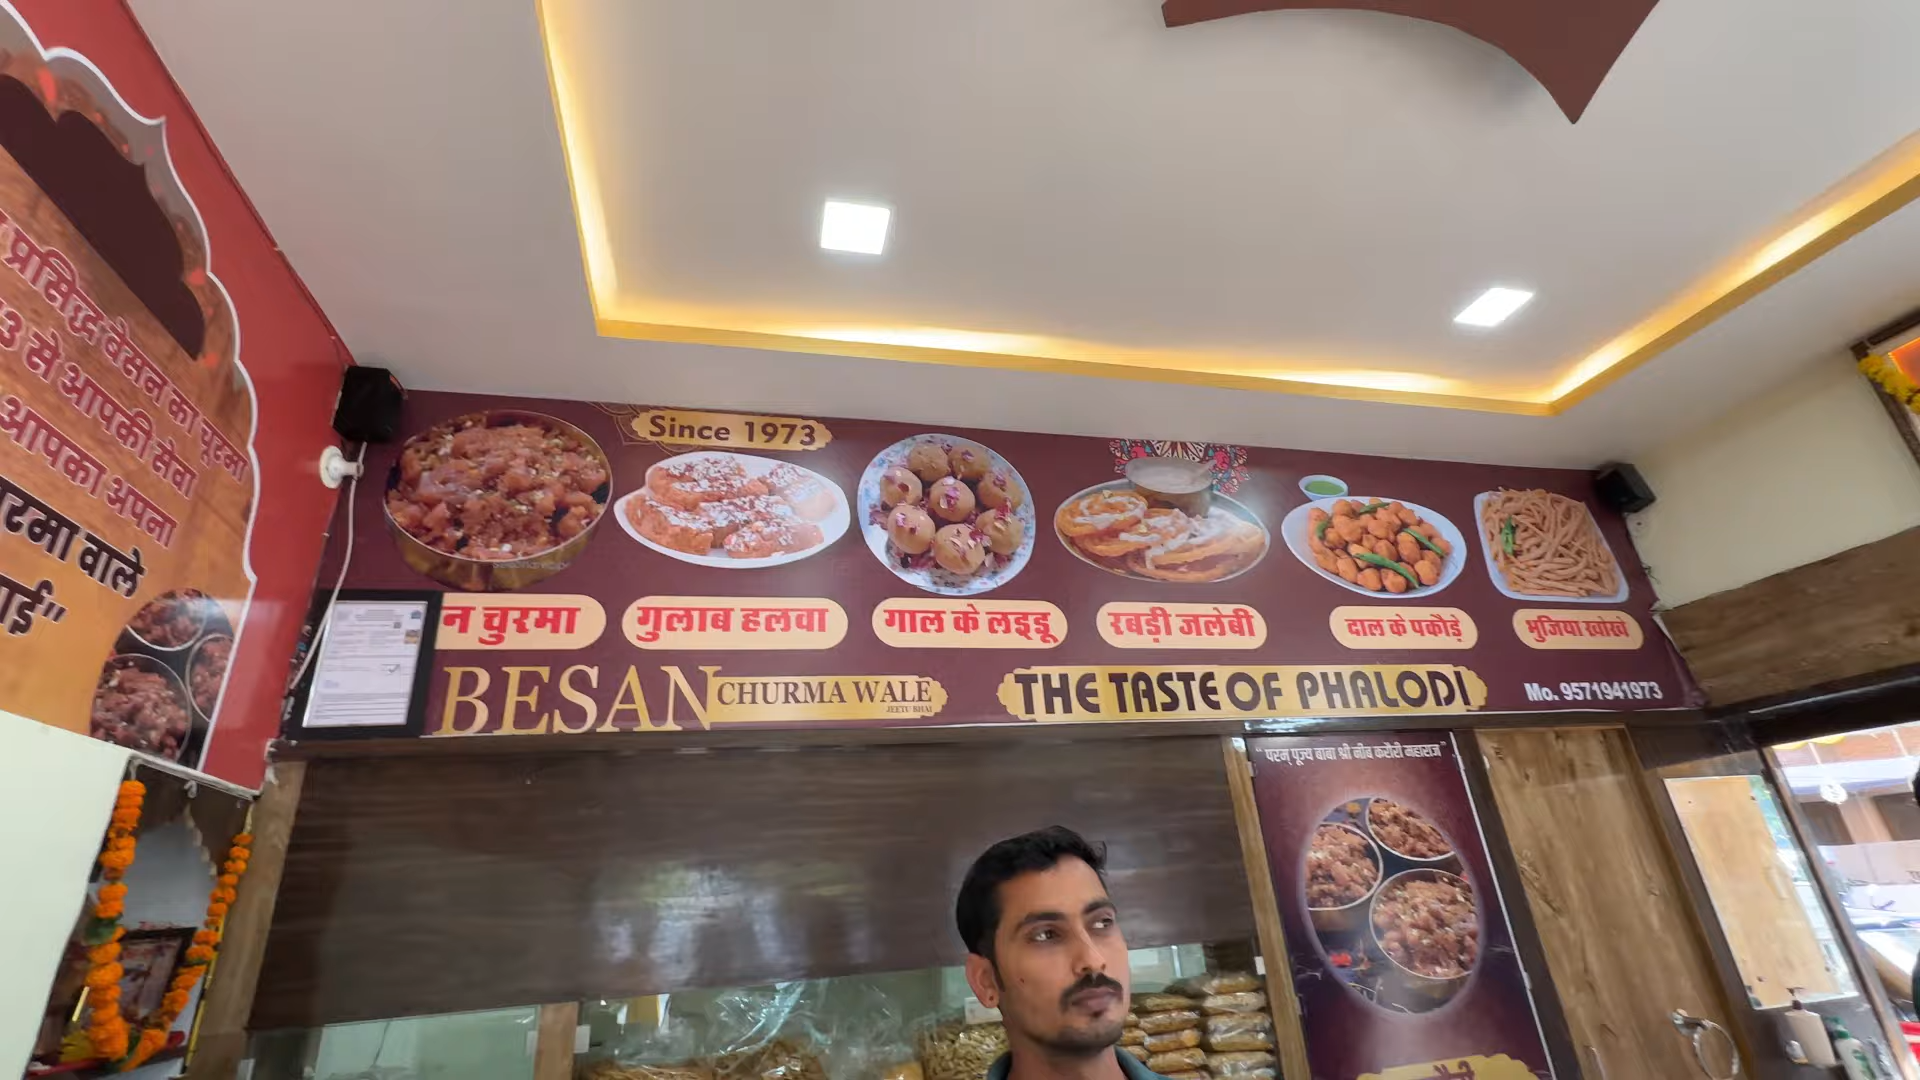 प्रसिद्ध बेसन का चूरमा
3 से आपकी सेवा
आपका अपना
वाले
Since 1973
न चुरमा
गुलाब हलवा
गाल के लड्डू
रबड़ी जलेबी
दाल के पकौड़े
भुजिया खोखे
BESAN CHURMA WALE
JEETU BHAI
THE TASTE OF PHALODI
Mo. 9571941973
"परम् पूज्य बाबा श्री नीब करौरी महाराज"